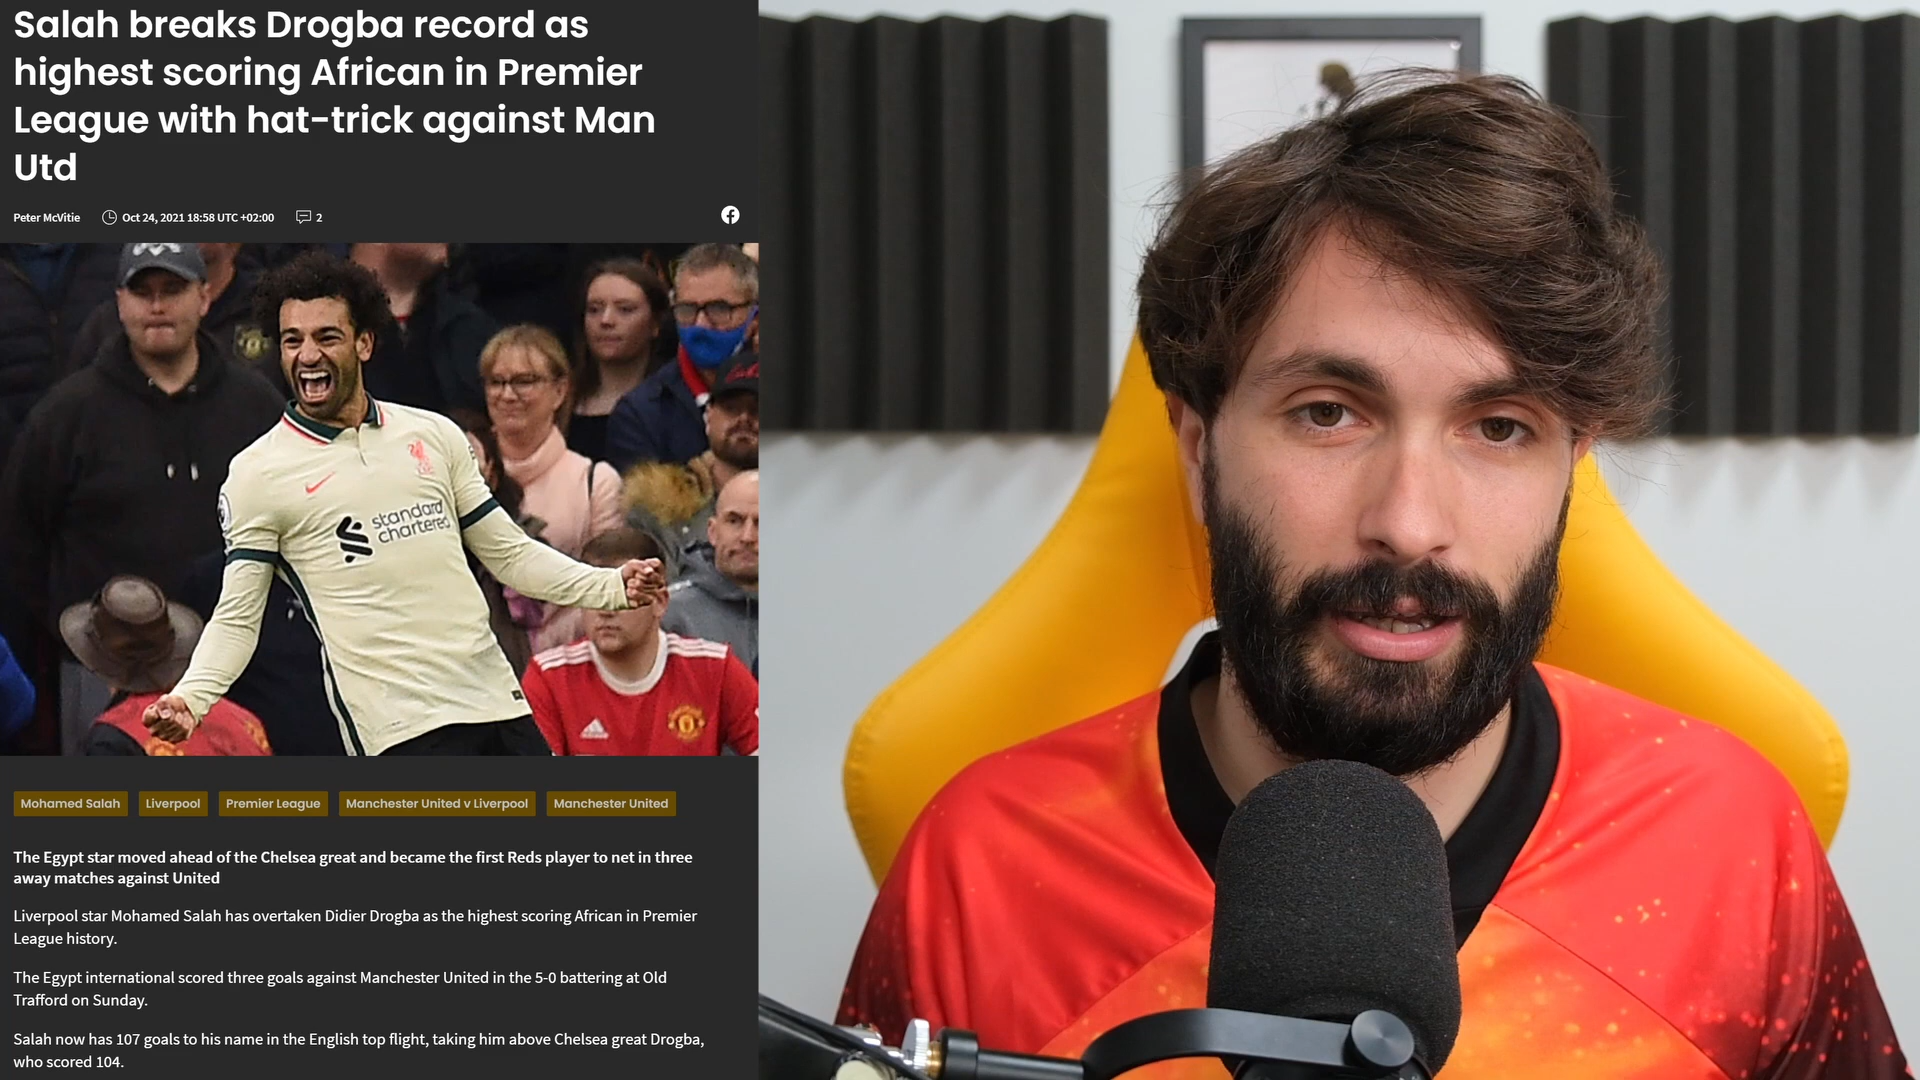 Salah breaks Drogba record as
highest scoring African in Premier
League with hat-trick against Man
Utd
Peter McVitie
Oct 24, 2021 18:58 UTC +02:00
2
standard
chartered
Mohamed Salah
Liverpool
Premier League
Manchester United v Liverpool
Manchester United
The Egypt star moved ahead of the Chelsea great and became the first Reds player to net in three
away matches against United
Liverpool star Mohamed Salah has overtaken Didier Drogba as the highest scoring African in Premier
League history.
The Egypt international scored three goals against Manchester United in the 5-0 battering at Old
Trafford on Sunday.
Salah now has 107 goals to his name in the English top flight, taking him above Chelsea great Drogba,
who scored 104.